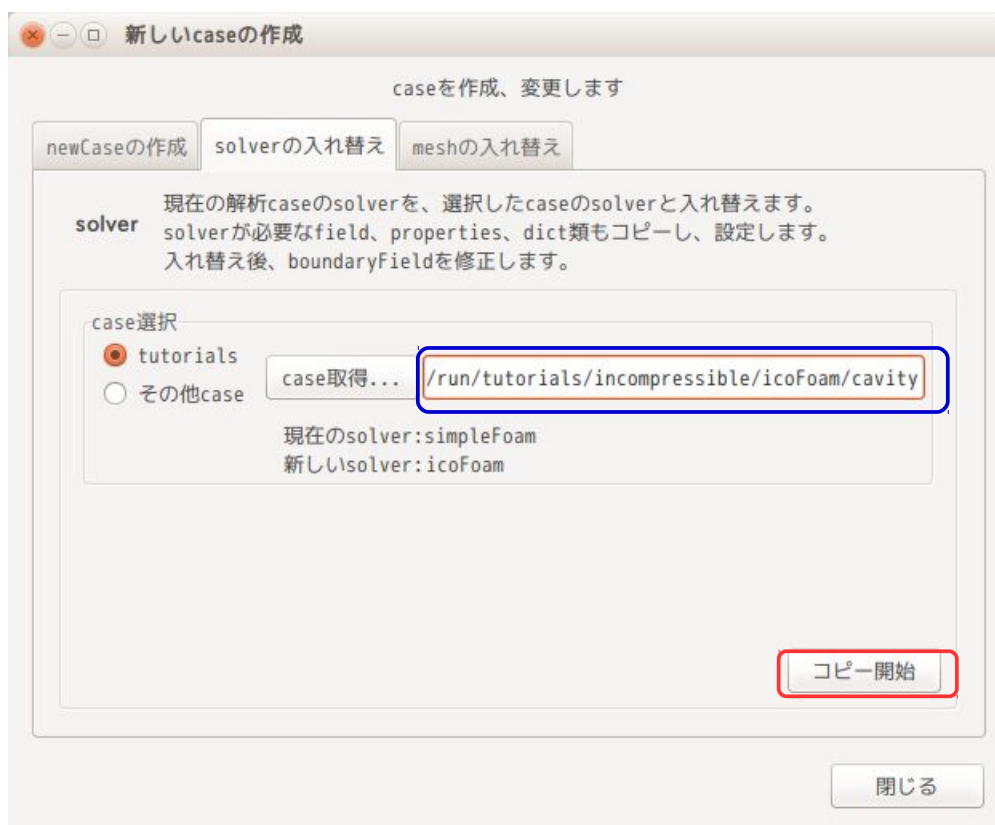 新しいcaseの作成
caseを作成、変更します
newCaseの作成
solverの入れ替え
meshの入れ替え
solver
現在の解析caseのsolverを、選択したcaseのsolverと入れ替えます。
solverが必要なfield、properties、dict類もコピーし、設定します。
入れ替え後、boundaryFieldを修正します。
case選択
tutorials
その他case
case取得...
/run/tutorials/incompressible/icoFoam/cavity
現在のsolver:simpleFoam
新しいsolver:icoFoam
コピー開始
閉じる